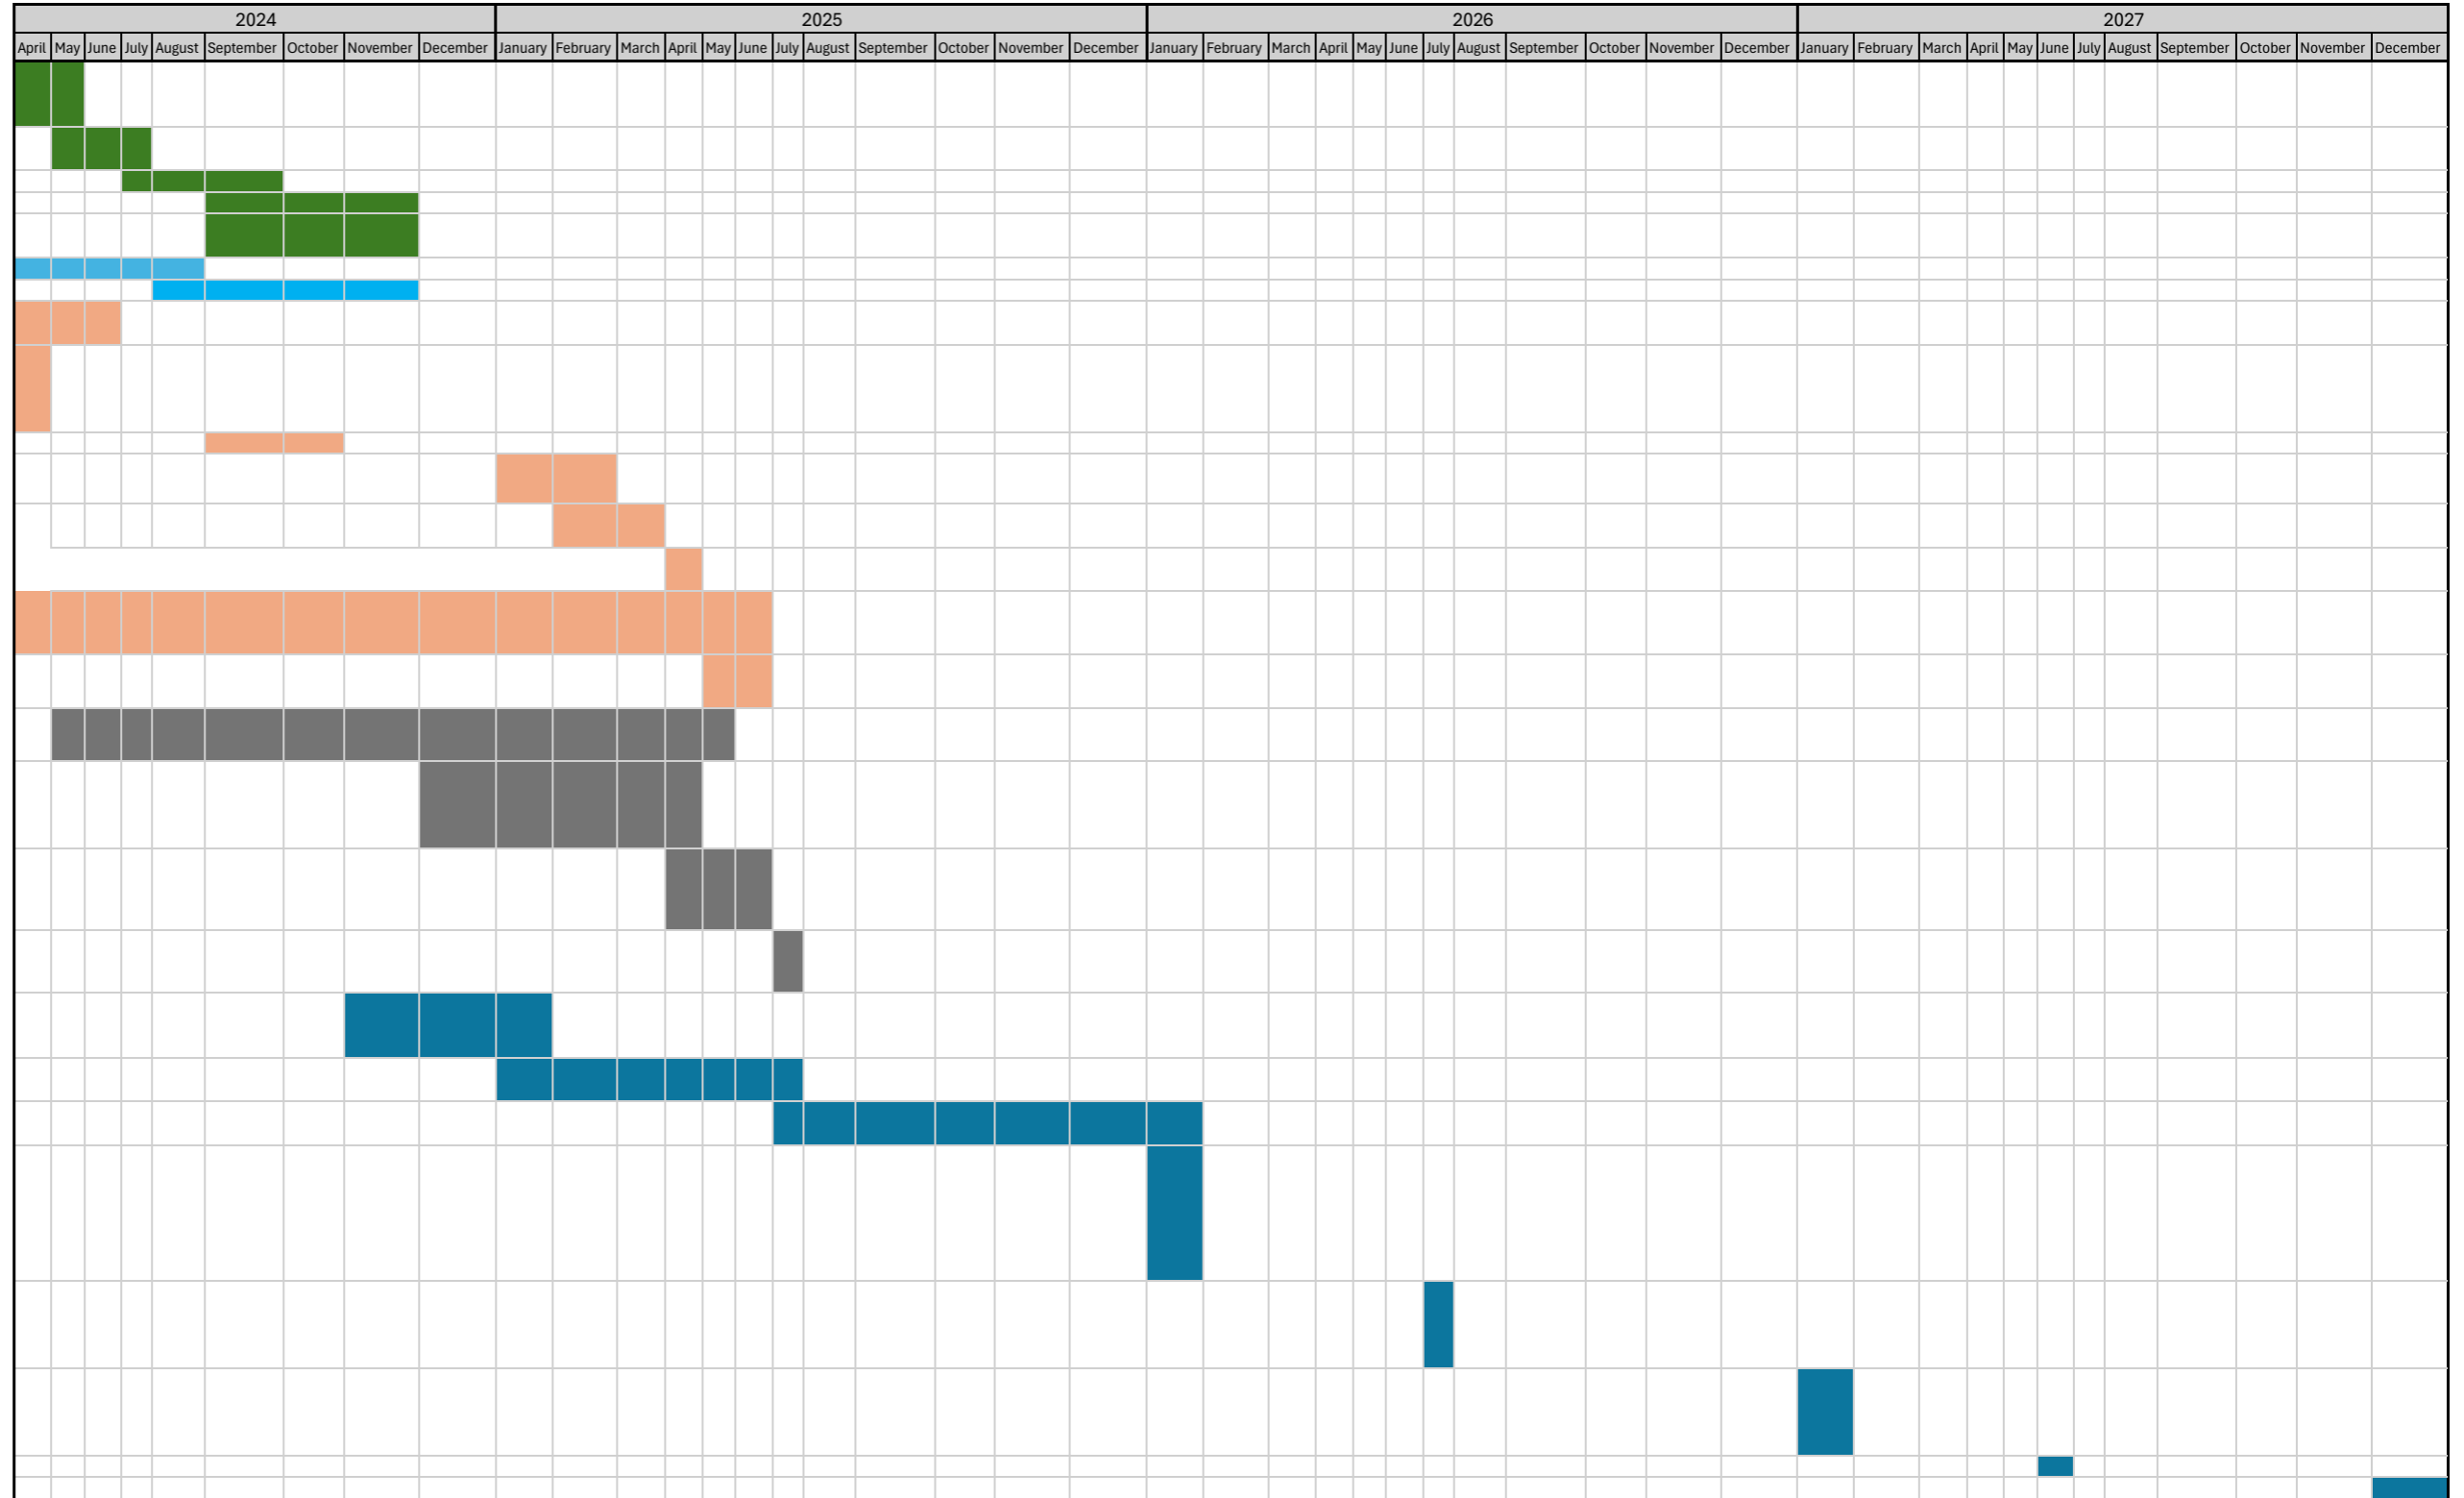 2024 2025 2026 2027
April May June July August September October November December January February March April May June July August September October November December January February March April May June July August September October November December January February March April May June July August September October November December